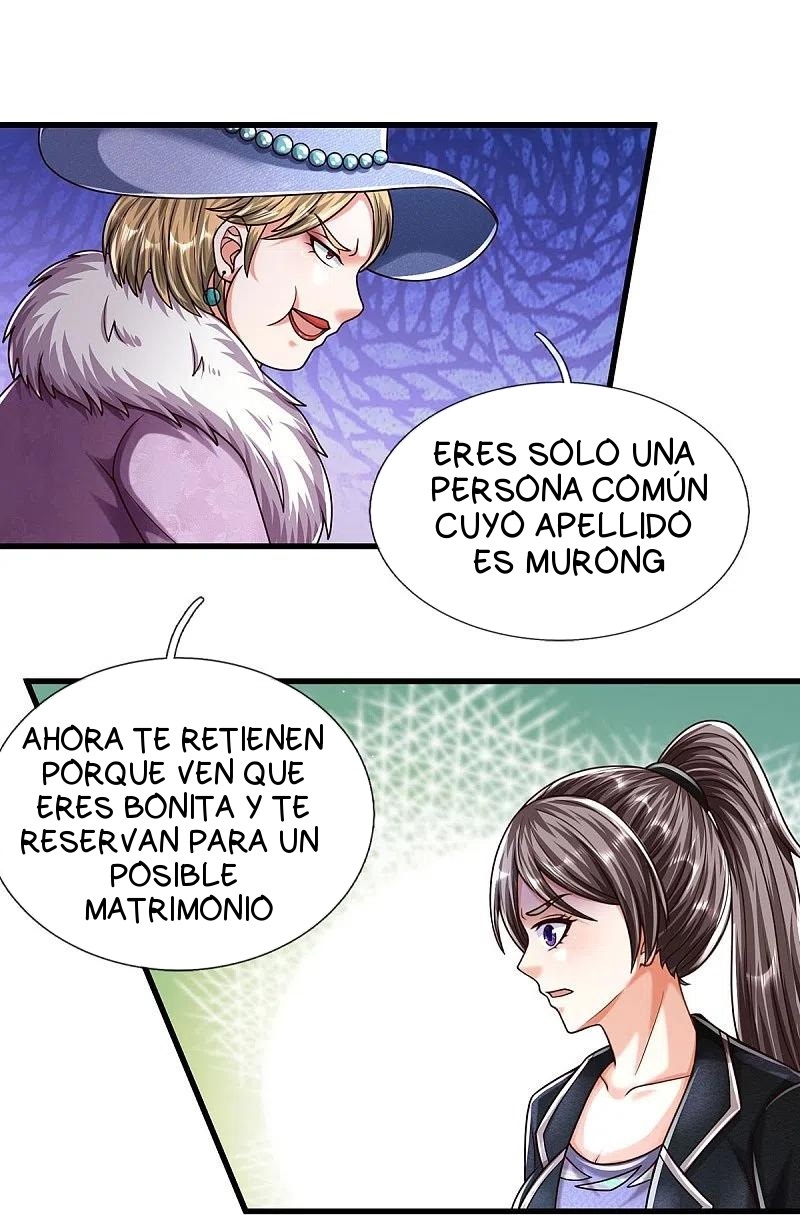 ERES SOLO UNA
PERSONA COMÚN
CUYO APELLIDO
ES MURONG
AHORA TE RETIENEN
PORQUE VEN QUE
ERES BONITA Y TE
RESERVAN PARA UN
POSIBLE
MATRIMONIO